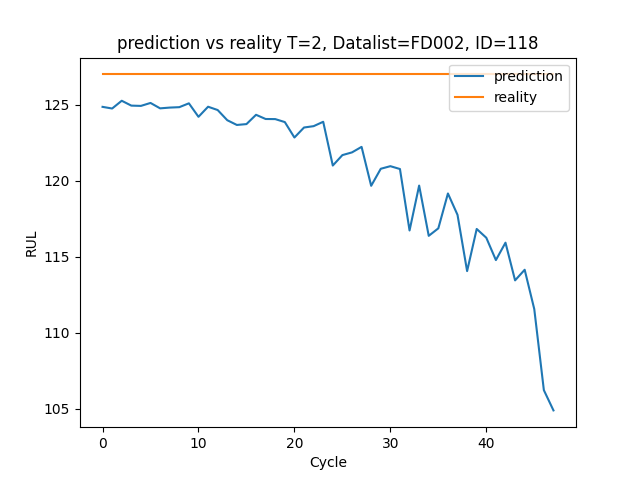 prediction vs reality T=2, Datalist=FD002, ID=118
prediction
reality
125
120
115
110
105
RUL
0 10 20 30 40
Cycle